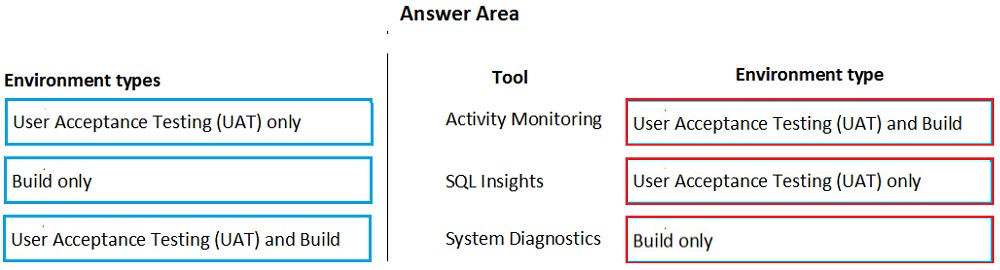 Answer Area
Environment types
User Acceptance Testing (UAT) only
Build only
User Acceptance Testing (UAT) and Build
Tool Environment type
Activity Monitoring User Acceptance Testing (UAT) and Build
SQL Insights User Acceptance Testing (UAT) only
System Diagnostics Build only